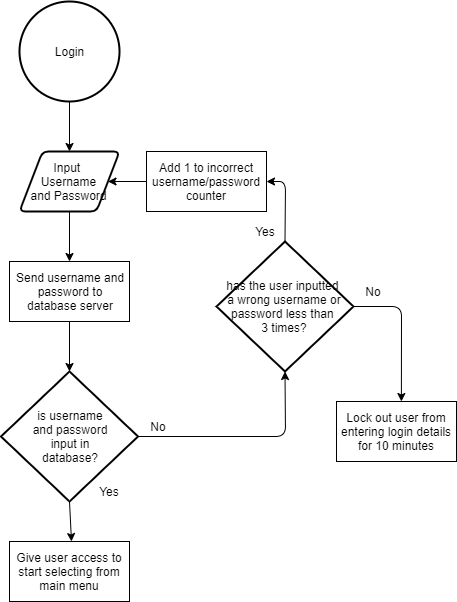 Login
Input
Username
and Password
Add 1 to incorrect
username/password
counter
Yes
Send username and
password to
database server
has the user inputted
a wrong username or
password less than
3 times?
No
is username
and password
input in
database?
No
Lock out user from
entering login details
for 10 minutes
Yes
Give user access to
start selecting from
main menu